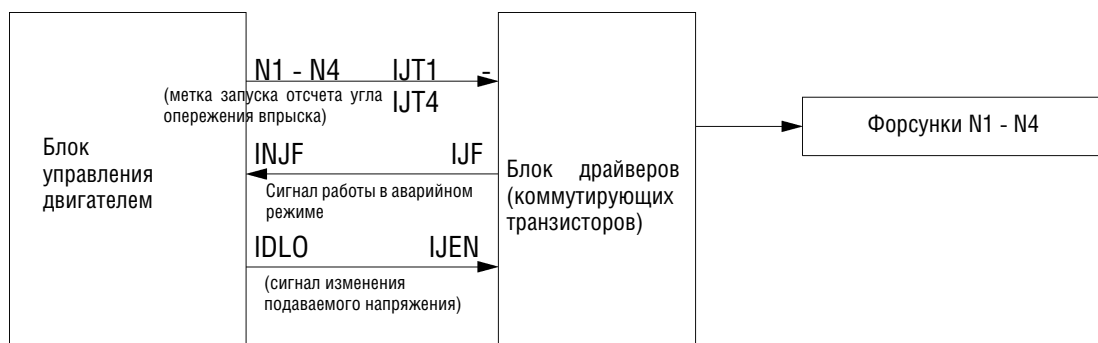 N1 - N4 IJT1 -
(метка запуска отсчета угла
опережения впрыска)
IJT4
Блок
управления
двигателем
INJF IJF
Сигнал работы в аварийном
режиме
IDLO IJEN
(сигнал изменения
подаваемого напряжения)
Блок драйверов
(коммутирующих
транзисторов)
Форсунки N1 - N4